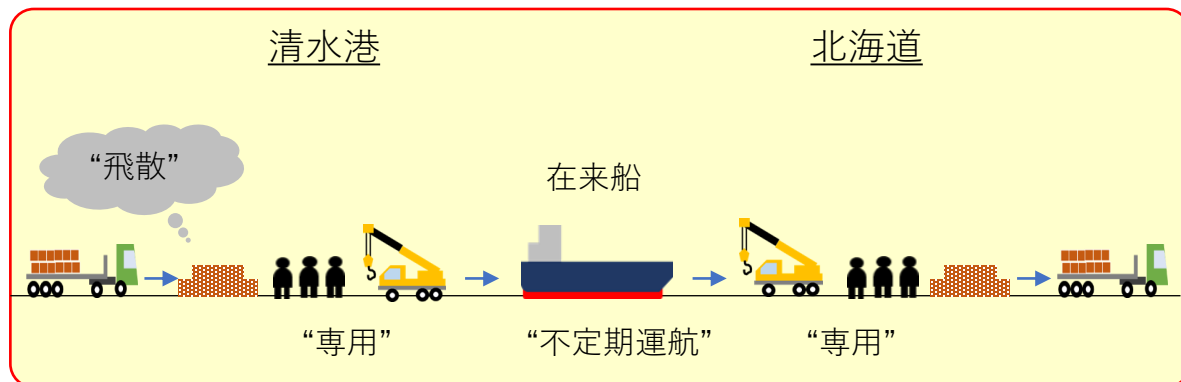 清水港
北海道
“飛散”
在来船
“専用”
“不定期運航”
“専用”